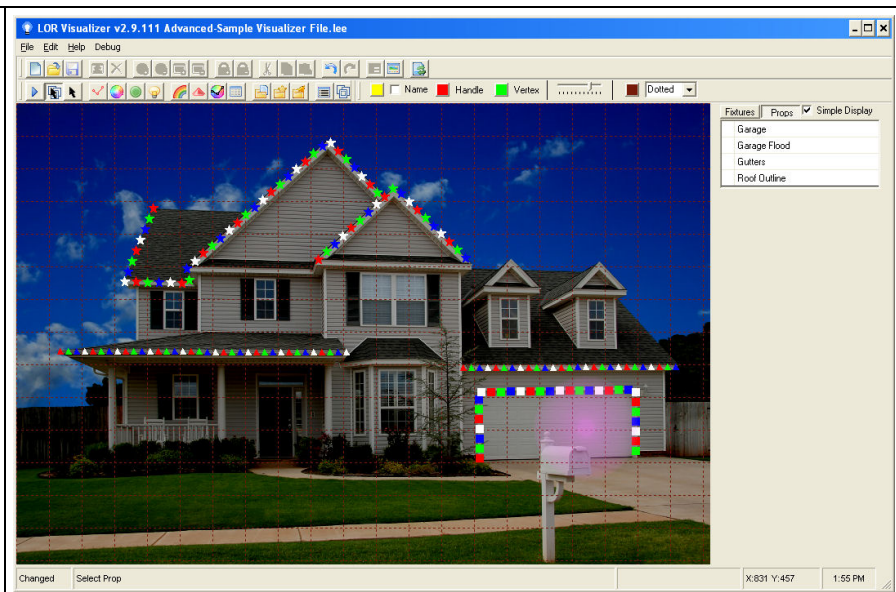 LOR Visualizer v2.9.111 Advanced-Sample Visualizer File.lee
File Edit Help Debug
Name Handle Vertex Dotted
Fixtures Props Simple Display
Garage
Garage Flood
Gutters
Roof Outline
Changed Select Prop X:831 Y:457 1:55 PM